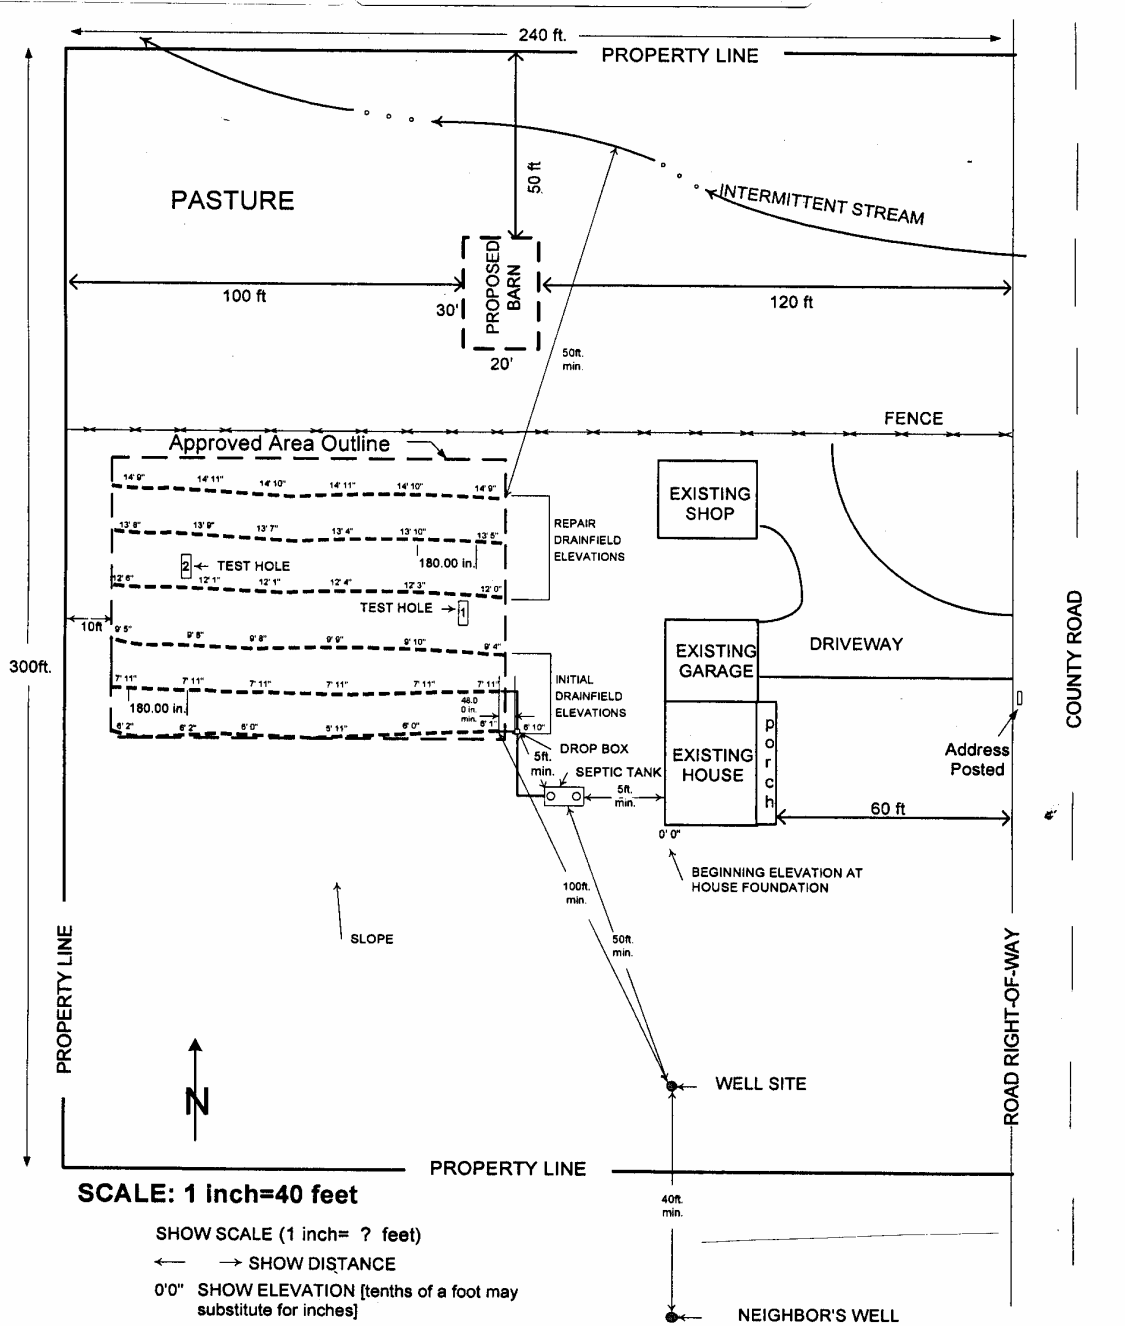 240 ft.
PROPERTY LINE
50 ft
PASTURE
INTERMITTENT STREAM
PROPOSED
BARN
100 ft
120 ft
30'
20'
50ft.
min.
FENCE
Approved Area Outline
14' 9" 14' 11" 14' 10" 14' 11" 14' 10" 14' 9"
EXISTING
SHOP
REPAIR
DRAINFIELD
ELEVATIONS
13' 8" 13' 9" 13' 7" 13' 4" 13' 10" 13' 5"
180.00 in.
2 TEST HOLE
12' 6" 12' 1" 12' 1" 12' 4" 12' 3" 12' 0"
TEST HOLE 1
10ft
9' 5" 9' 8" 9' 8" 9' 9" 9' 10" 9' 4"
300ft.
EXISTING
GARAGE
DRIVEWAY
COUNTY ROAD
INITIAL
DRAINFIELD
ELEVATIONS
7' 11" 7' 11" 7' 11" 7' 11" 7' 11" 7' 11"
180.00 in.
48.0
0 in.
min.
6' 2" 6' 2" 6' 0" 5' 11" 6' 0" 6' 1" 6' 10"
DROP BOX
5ft.
min.
SEPTIC TANK
5ft.
min.
EXISTING
HOUSE
porch
Address
Posted
60 ft
0' 0"
BEGINNING ELEVATION AT
HOUSE FOUNDATION
100ft.
min.
50ft.
min.
SLOPE
PROPERTY LINE
ROAD RIGHT-OF-WAY
N
WELL SITE
PROPERTY LINE
SCALE: 1 inch=40 feet
40ft.
min.
SHOW SCALE (1 inch= ? feet)
SHOW DISTANCE
0'0" SHOW ELEVATION [tenths of a foot may
substitute for inches]
NEIGHBOR'S WELL